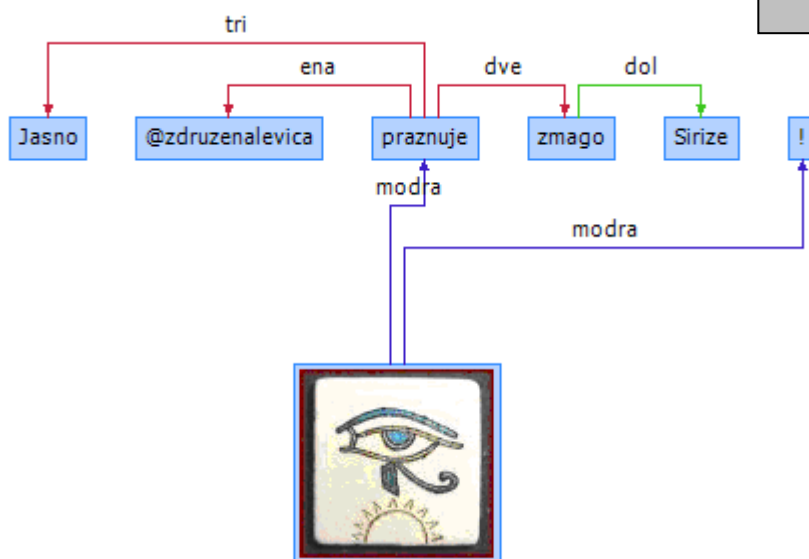 tri
ena dve dol
Jasno @zdruzenalevica praznuje zmago Sirize !
modra
modra